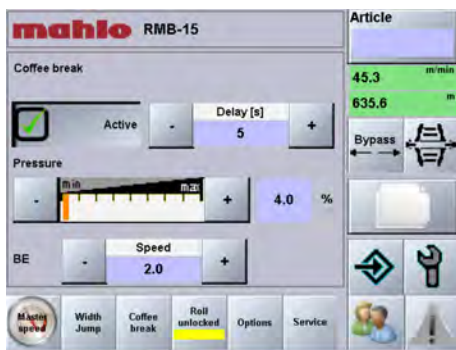 mahlo RMB-15
Article
Coffee break
45.3 m/min
635.6 m
Active
-
Delay [s]
5
+
Bypass
Pressure
-
min
max
+
4.0 %
BE
-
Speed
2.0
+
Master speed
Width Jump
Coffee break
Roll unlocked
Options
Service